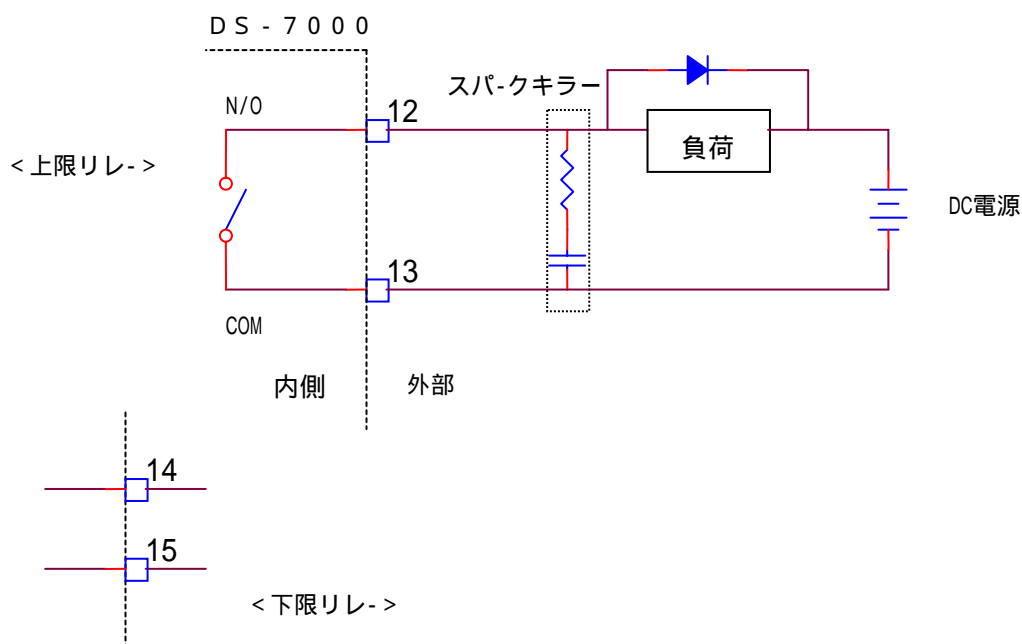 DS-7000
スパ-クキラー
N/O
12
負荷
<上限リレ->
DC電源
13
COM
内側
外部
14
15
<下限リレ->